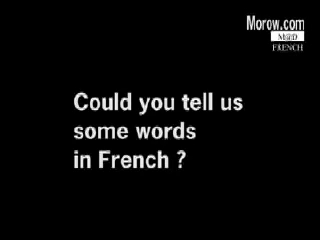 Morow.com
M@D
FRENCH
Could you tell us
some words
in French ?